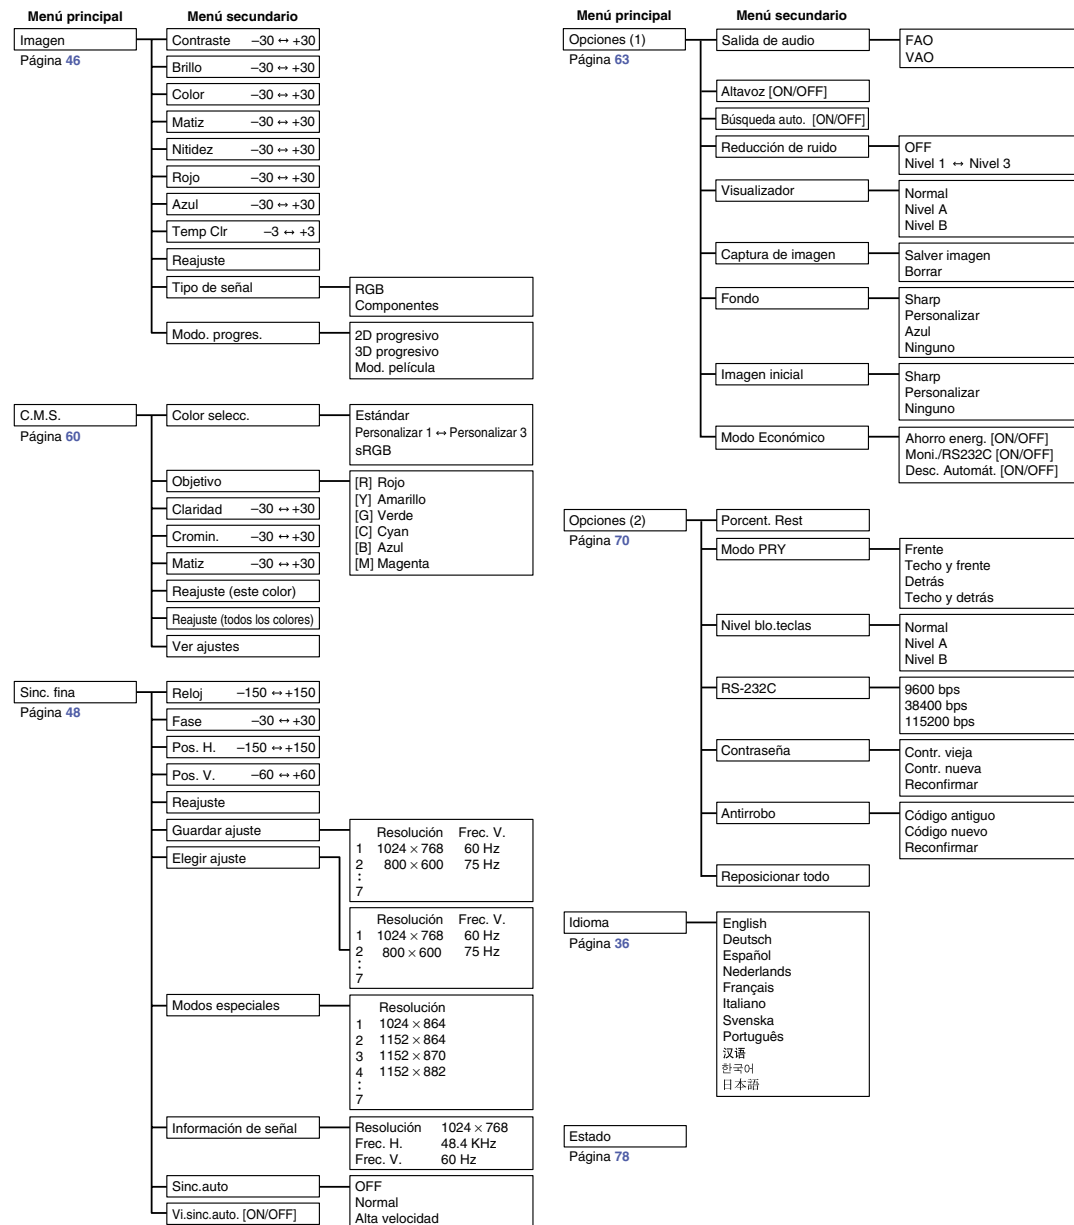 Menú principal
Menú secundario
Imagen
Página 46
Contraste −30 ↔ +30
Brillo −30 ↔ +30
Color −30 ↔ +30
Matiz −30 ↔ +30
Nitidez −30 ↔ +30
Rojo −30 ↔ +30
Azul −30 ↔ +30
Temp Clr −3 ↔ +3
Reajuste
Tipo de señal
RGB
Componentes
Modo. progres.
2D progresivo
3D progresivo
Mod. película
C.M.S.
Página 60
Color selecc.
Estándar
Personalizar 1 ↔ Personalizar 3
sRGB
Objetivo
[R] Rojo
[Y] Amarillo
[G] Verde
[C] Cyan
[B] Azul
[M] Magenta
Claridad −30 ↔ +30
Cromin. −30 ↔ +30
Matiz −30 ↔ +30
Reajuste (este color)
Reajuste (todos los colores)
Ver ajustes
Sinc. fina
Página 48
Reloj −150 ↔ +150
Fase −30 ↔ +30
Pos. H. −150 ↔ +150
Pos. V. −60 ↔ +60
Reajuste
Guardar ajuste
Resolución Frec. V.
1 1024 × 768 60 Hz
2 800 × 600 75 Hz
:
7
Elegir ajuste
Resolución Frec. V.
1 1024 × 768 60 Hz
2 800 × 600 75 Hz
:
7
Modos especiales
Resolución
1 1024 × 864
2 1152 × 864
3 1152 × 870
4 1152 × 882
:
7
Información de señal
Resolución 1024 × 768
Frec. H. 48.4 KHz
Frec. V. 60 Hz
Sinc.auto
OFF
Normal
Alta velocidad
Vi.sinc.auto. [ON/OFF]
Menú principal
Menú secundario
Opciones (1)
Página 63
Salida de audio
FAO
VAO
Altavoz [ON/OFF]
Búsqueda auto. [ON/OFF]
Reducción de ruido
OFF
Nivel 1 ↔ Nivel 3
Visualizador
Normal
Nivel A
Nivel B
Captura de imagen
Salver imagen
Borrar
Fondo
Sharp
Personalizar
Azul
Ninguno
Imagen inicial
Sharp
Personalizar
Ninguno
Modo Económico
Ahorro energ. [ON/OFF]
Moni./RS232C [ON/OFF]
Desc. Automát. [ON/OFF]
Opciones (2)
Página 70
Porcent. Rest
Modo PRY
Frente
Techo y frente
Detrás
Techo y detrás
Nivel blo.teclas
Normal
Nivel A
Nivel B
RS-232C
9600 bps
38400 bps
115200 bps
Contraseña
Contr. vieja
Contr. nueva
Reconfirmar
Antirrobo
Código antiguo
Código nuevo
Reconfirmar
Reposicionar todo
Idioma
Página 36
English
Deutsch
Español
Nederlands
Français
Italiano
Svenska
Português
汉语
한국어
日本語
Estado
Página 78